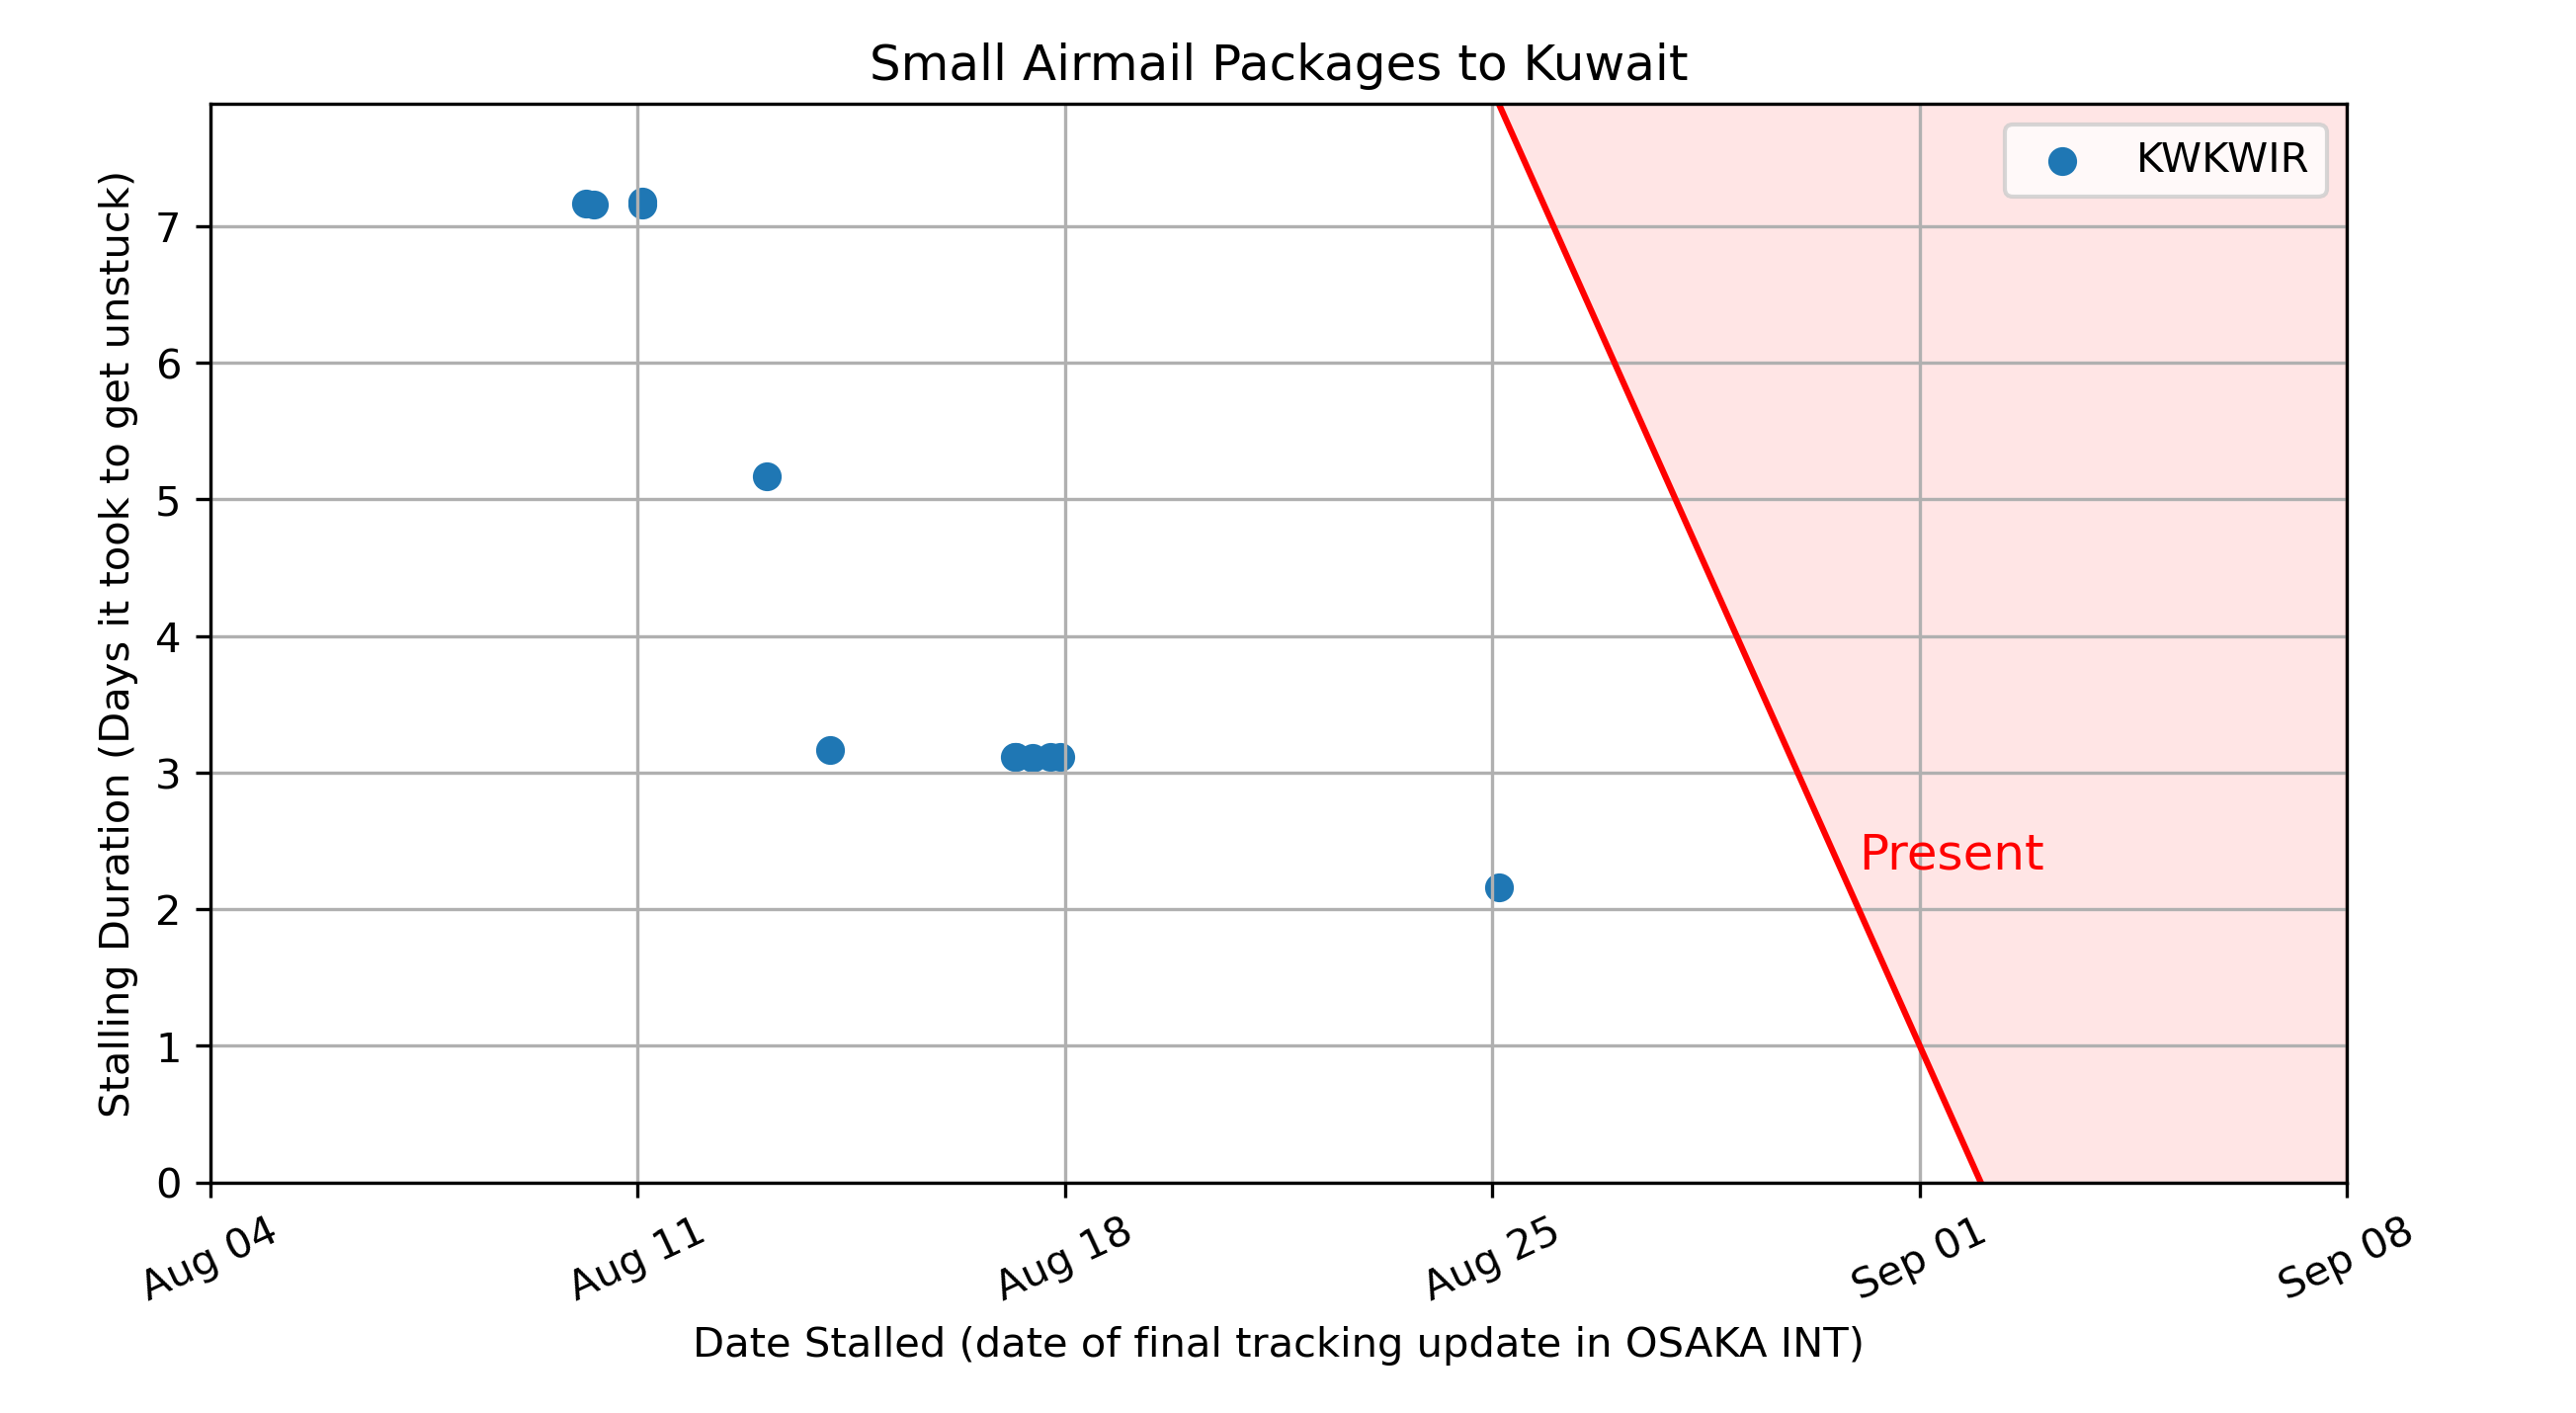 Small Airmail Packages to Kuwait
KWKWIR
Stalling Duration (Days it took to get unstuck)
7
6
5
4
3
2
1
0
Present
Aug 04
Aug 11
Aug 18
Aug 25
Sep 01
Sep 08
Date Stalled (date of final tracking update in OSAKA INT)